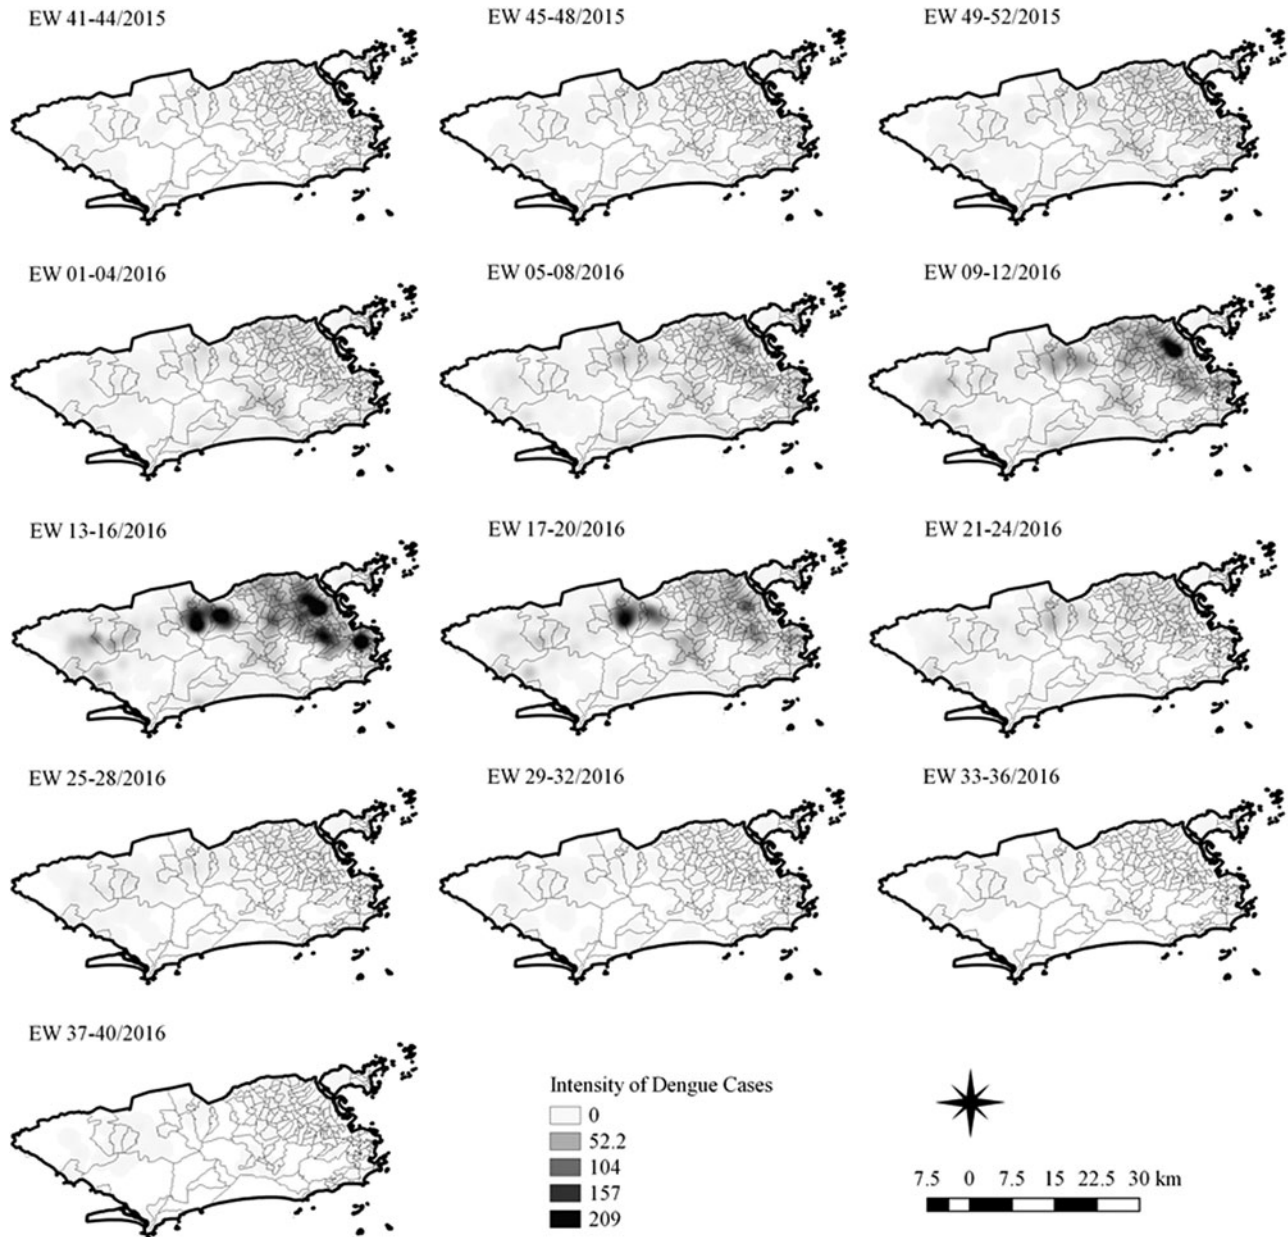 EW 41-44/2015
EW 45-48/2015
EW 49-52/2015
EW 01-04/2016
EW 05-08/2016
EW 09-12/2016
EW 13-16/2016
EW 17-20/2016
EW 21-24/2016
EW 25-28/2016
EW 29-32/2016
EW 33-36/2016
EW 37-40/2016
Intensity of Dengue Cases
0
52.2
104
157
209
7.5 0 7.5 15 22.5 30 km